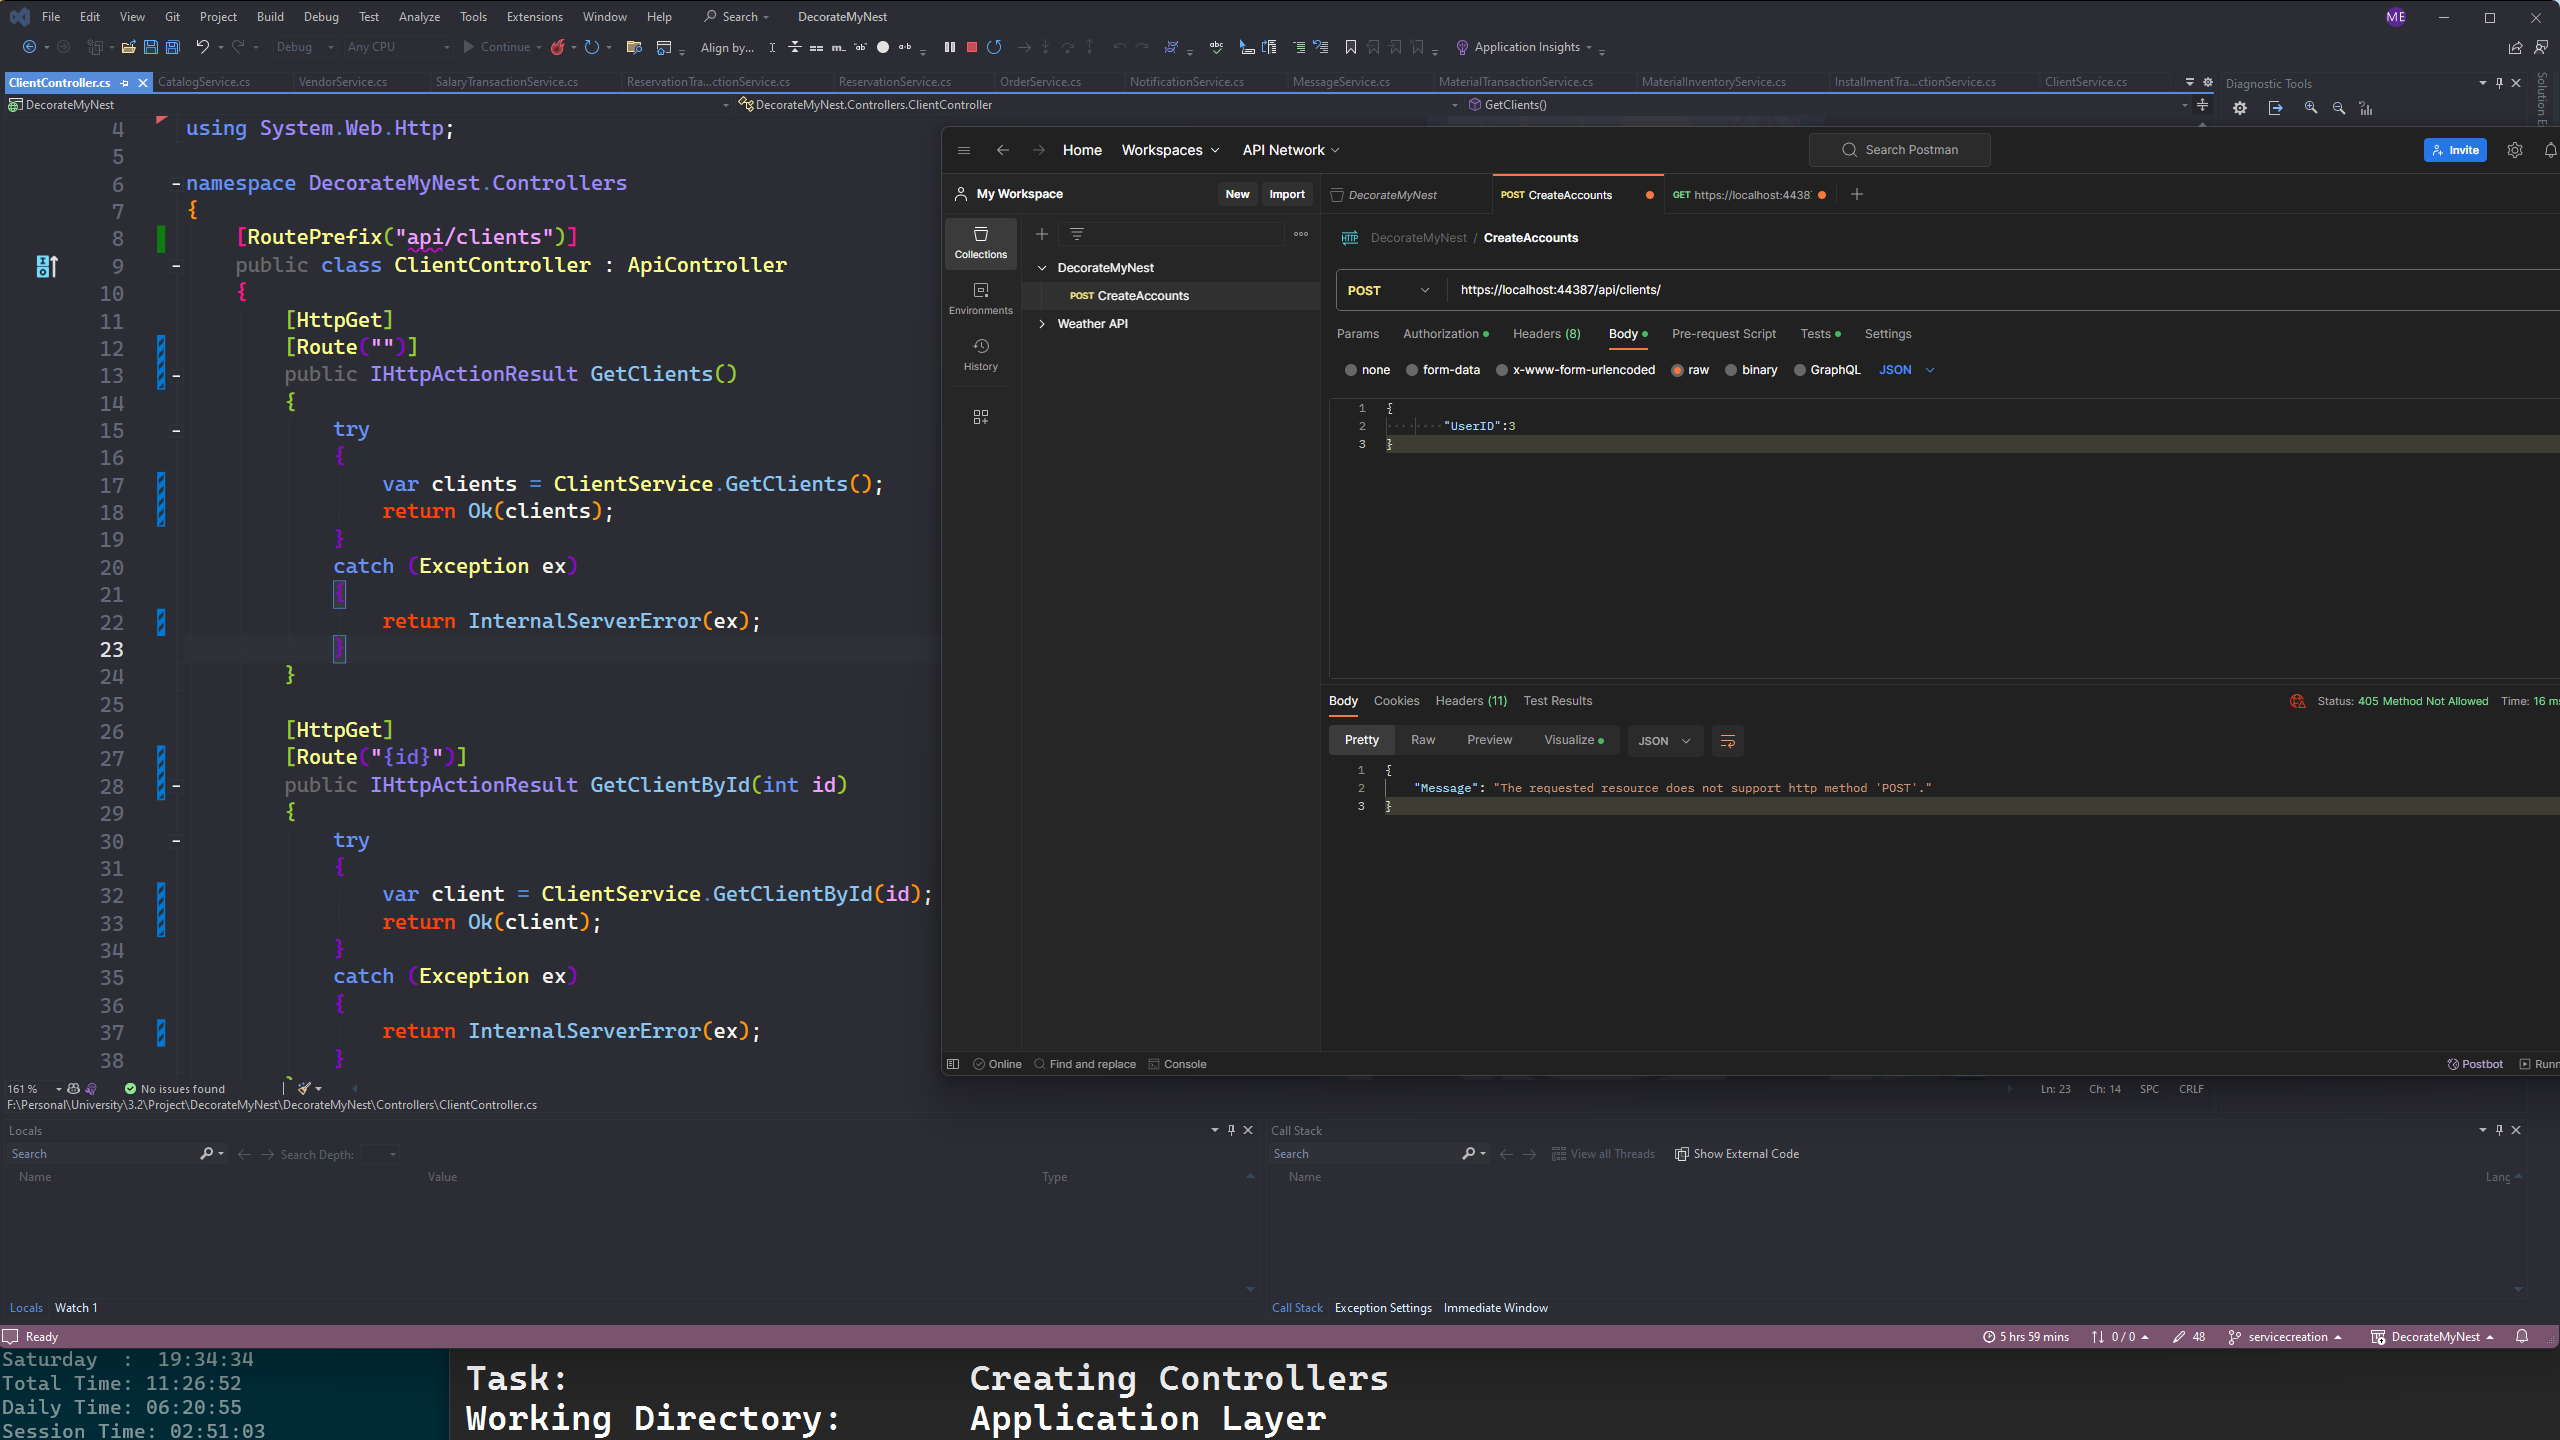 File Edit View Git Project Build Debug Test Analyze Tools Extensions Window Help Search DecorateMyNest ME
Debug Any CPU Continue Align by... Application Insights
ClientController.cs CatalogService.cs VendorService.cs SalaryTransactionService.cs ReservationTra...ctionService.cs ReservationService.cs OrderService.cs NotificationService.cs MessageService.cs MaterialTransactionService.cs MaterialInventoryService.cs InstallmentTra...ctionService.cs ClientService.cs Diagnostic Tools
DecorateMyNest DecorateMyNest.Controllers.ClientController GetClients()
4 using System.Web.Http;
5
6 namespace DecorateMyNest.Controllers
7 {
8 [RoutePrefix("api/clients")]
9 public class ClientController : ApiController
10 {
11 [HttpGet]
12 [Route("")]
13 public IHttpActionResult GetClients()
14 {
15 try
16 {
17 var clients = ClientService.GetClients();
18 return Ok(clients);
19 }
20 catch (Exception ex)
21 {
22 return InternalServerError(ex);
23 }
24 }
25
26 [HttpGet]
27 [Route("{id}")]
28 public IHttpActionResult GetClientById(int id)
29 {
30 try
31 {
32 var client = ClientService.GetClientById(id);
33 return Ok(client);
34 }
35 catch (Exception ex)
36 {
37 return InternalServerError(ex);
38 }
Home Workspaces API Network Search Postman Invite
My Workspace New Import DecorateMyNest POST CreateAccounts GET https://localhost:4438
Collections
Environments
History
DecorateMyNest
POST CreateAccounts
Weather API
HTTP DecorateMyNest / CreateAccounts
POST https://localhost:44387/api/clients/
Params Authorization Headers (8) Body Pre-request Script Tests Settings
none form-data x-www-form-urlencoded raw binary GraphQL JSON
1 {
2 "UserID":3
3 }
Body Cookies Headers (11) Test Results Status: 405 Method Not Allowed Time: 16 ms
Pretty Raw Preview Visualize JSON
1 {
2 "Message": "The requested resource does not support http method 'POST'."
3 }
Online Find and replace Console Postbot Runn
161 % No issues found Ln: 23 Ch: 14 SPC CRLF
F:\Personal\University\3.2\Project\DecorateMyNest\DecorateMyNest\Controllers\ClientController.cs
Locals
Search Search Depth:
Name Value Type
Locals Watch 1
Call Stack
Search View all Threads Show External Code
Name Lang
Call Stack Exception Settings Immediate Window
Ready 5 hrs 59 mins 0 / 0 48 servicecreation DecorateMyNest
Saturday : 19:34:34
Total Time: 11:26:52
Daily Time: 06:20:55
Session Time: 02:51:03
Task: Creating Controllers
Working Directory: Application Layer